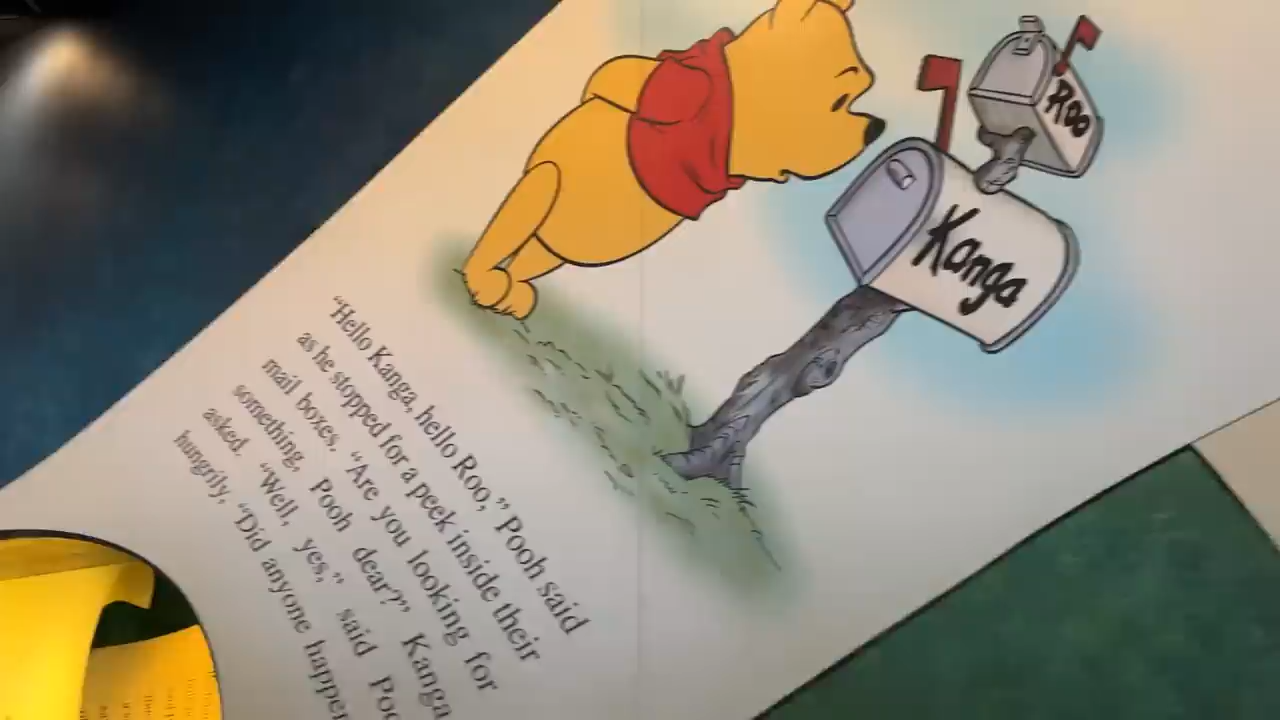 Roo
Kanga
“Hello Kanga, hello Roo,” Pooh said
as he stopped for a peek inside their
mail boxes. “Are you looking for
something, Pooh dear?” Kanga
asked. “Well, yes,” said Poo
hungrily, “Did anyone happen